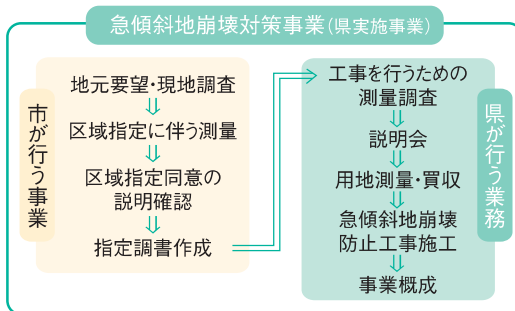 急傾斜地崩壊対策事業(県実施事業)
市が行う事業
地元要望・現地調査
区域指定に伴う測量
区域指定同意の
説明確認
指定調書作成
工事を行うための
測量調査
説明会
用地測量・買収
急傾斜地崩壊
防止工事施工
事業概成
県が行う業務